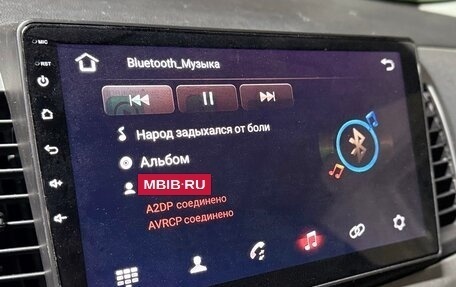 MIC
Bluetooth_Музыка
RST
Народ задыхался от боли
Альбом
MBIB-RU
A2DP соединено
AVRCP соединено